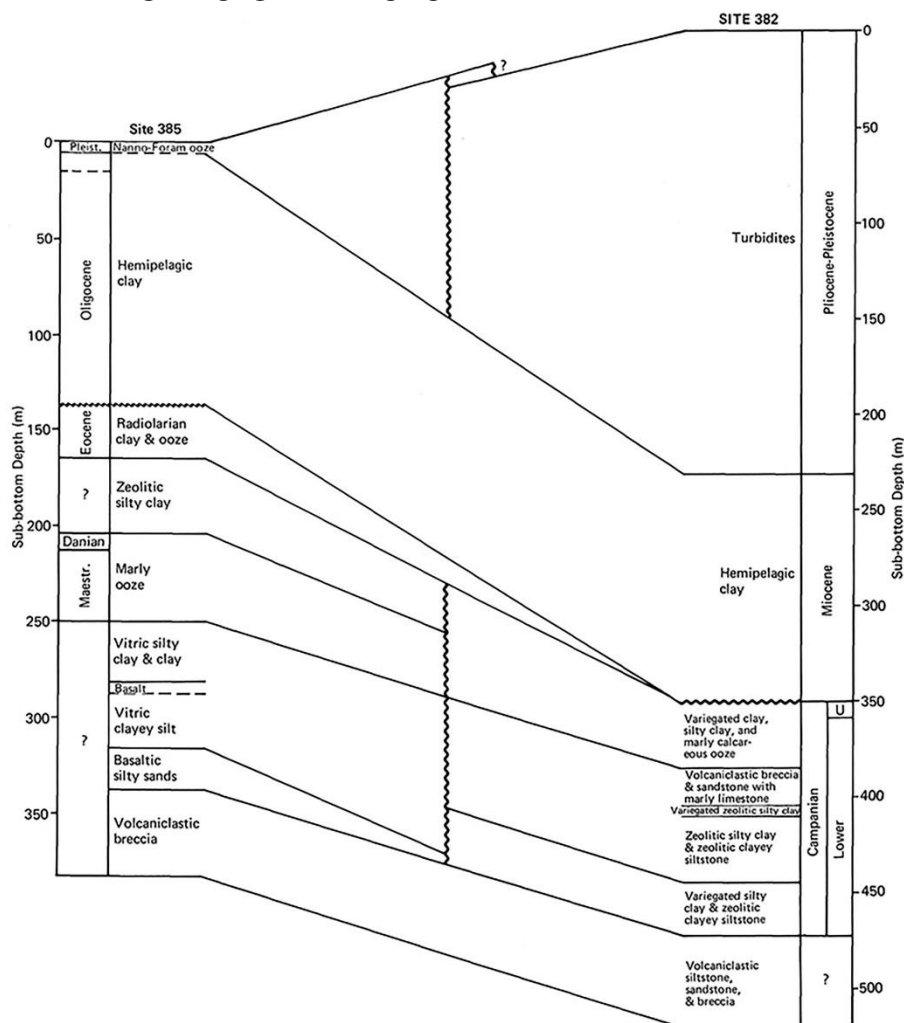 SITE 382
Site 385
?
0
50
100
150
200
250
300
350
Sub-bottom Depth (m)
Pleist.
Oligocene
Eocene
?
Danian
Maestr.
?
Nanno-Foram ooze
Hemipelagic
clay
Radiolarian
clay & ooze
Zeolitic
silty clay
Marly
ooze
Vitric silty
clay & clay
Basalt
Vitric
clayey silt
Basaltic
silty sands
Volcaniclastic
breccia
Turbidites
Hemipelagic
clay
Variegated clay,
silty clay, and
marly calcar-
eous ooze
Volcaniclastic breccia
& sandstone with
marly limestone
Variegated zeolitic silty clay
Zeolitic silty clay
& zeolitic clayey
siltstone
Variegated silty
clay & zeolitic
clayey siltstone
Volcaniclastic
siltstone,
sandstone,
& breccia
Pliocene-Pleistocene
Miocene
Campanian
U
Lower
?
0
50
100
150
200
250
300
350
400
450
500
Sub-bottom Depth (m)